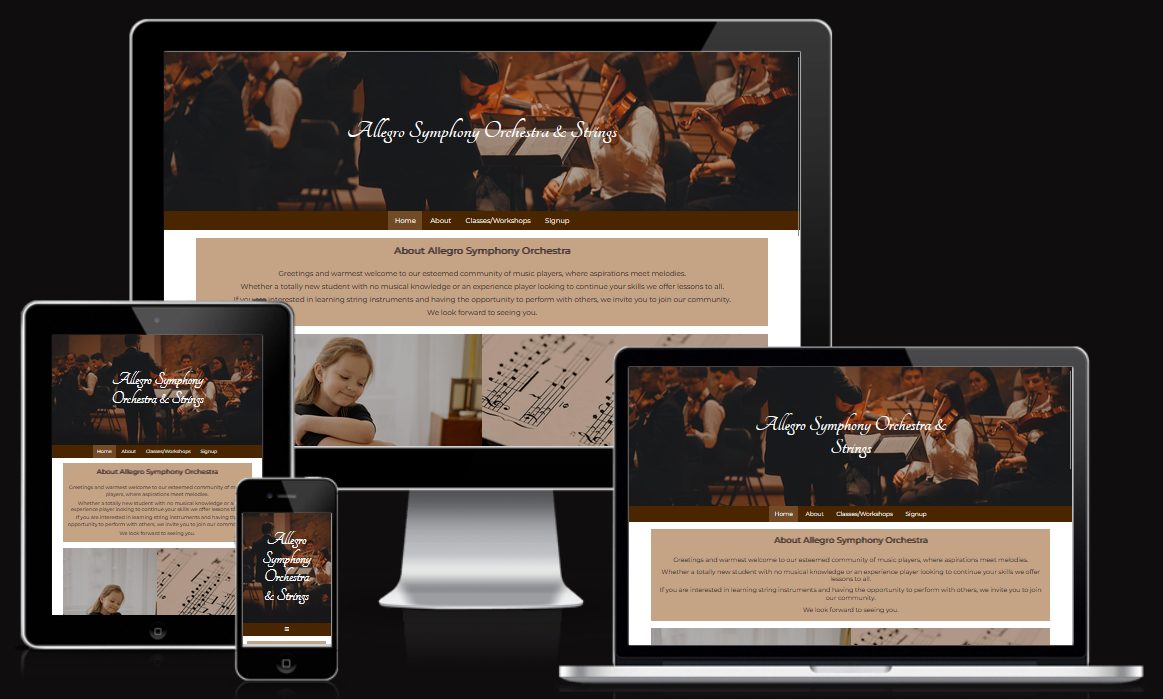 Allegro Symphony Orchestra & Strings
Home About Classes/Workshops Signup
About Allegro Symphony Orchestra
Greetings and warmest welcome to our esteemed community of music players, where aspirations meet melodies.
Whether a totally new student with no musical knowledge or an experience player looking to continue your skills we offer lessons to all.
If you are interested in learning string instruments and having the opportunity to perform with others, we invite you to join our community.
We look forward to seeing you.
Allegro Symphony
Orchestra & Strings
Home About Classes/Workshops Signup
About Allegro Symphony Orchestra
Greetings and warmest welcome to our esteemed community of m
players, where aspirations meet melodies.
Whether a totally new student with no musical knowledge or a
experience player looking to continue your skills we offer lessons t
If you are interested in learning string instruments and having th
opportunity to perform with others, we invite you to join our comm
We look forward to seeing you.
Allegro
Symphony
Orchestra
& Strings
Allegro Symphony Orchestra &
Strings
Home About Classes/Workshops Signup
About Allegro Symphony Orchestra
Greetings and warmest welcome to our esteemed community of music players, where aspirations meet melodies.
Whether a totally new student with no musical knowledge or an experience player looking to continue your skills we offer
lessons to all.
If you are interested in learning string instruments and having the opportunity to perform with others, we invite you to join
our community.
We look forward to seeing you.